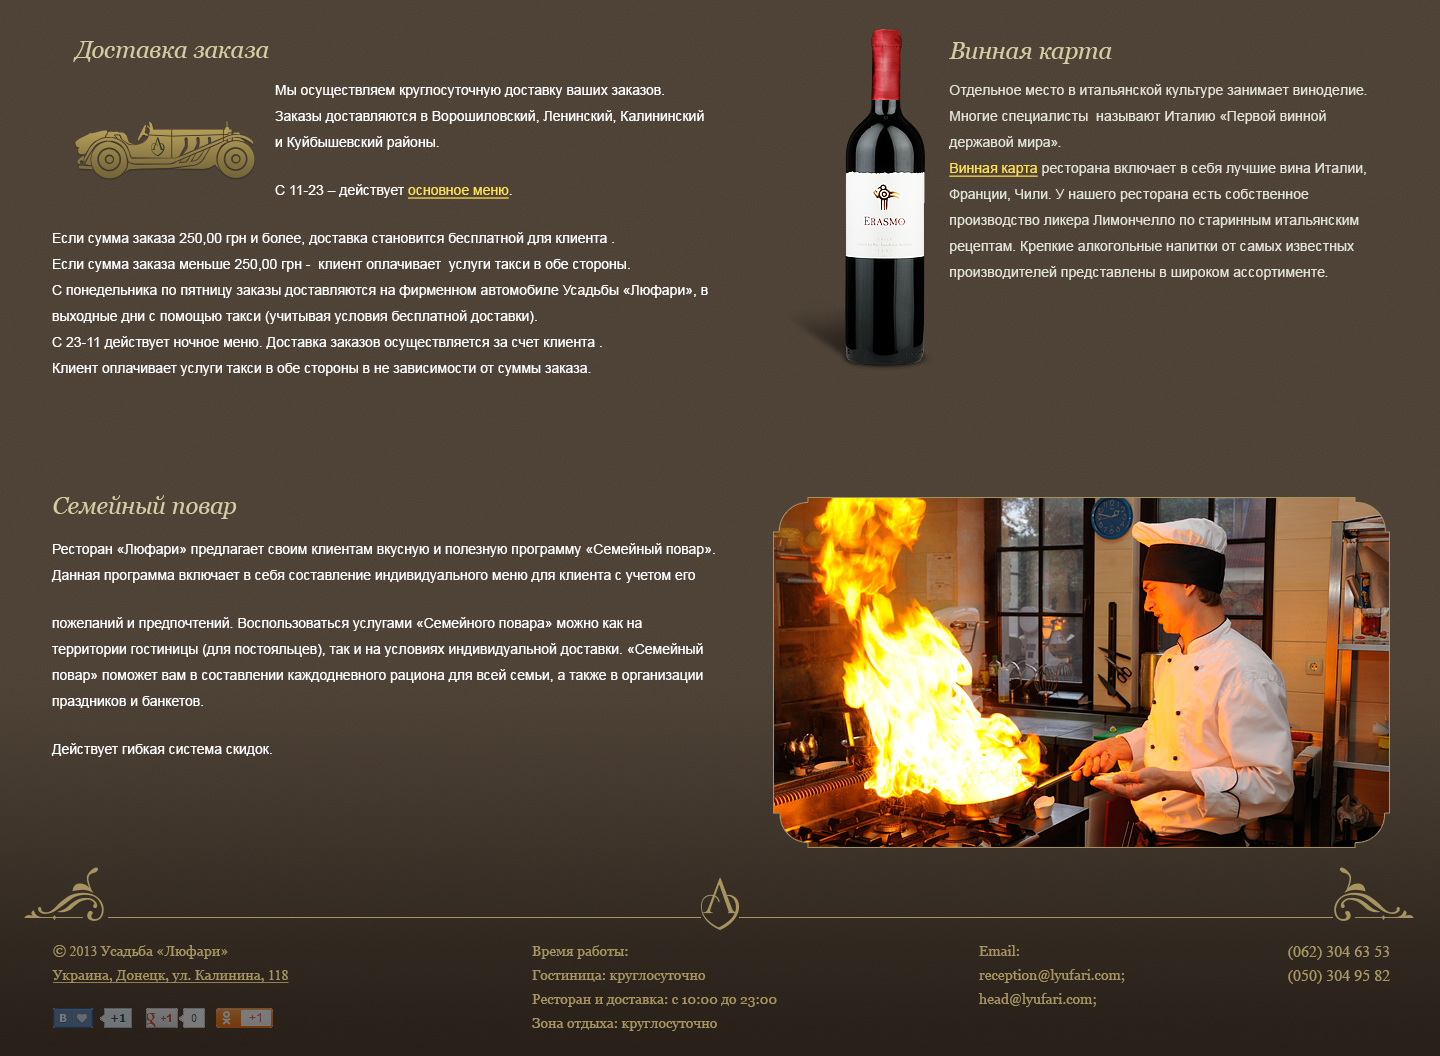 Доставка заказа
Мы осуществляем круглосуточную доставку ваших заказов.
Заказы доставляются в Ворошиловский, Ленинский, Калининский
и Куйбышевский районы.
С 11-23 – действует основное меню.
Если сумма заказа 250,00 грн и более, доставка становится бесплатной для клиента .
Если сумма заказа меньше 250,00 грн -  клиент оплачивает  услуги такси в обе стороны.
С понедельника по пятницу заказы доставляются на фирменном автомобиле Усадьбы «Люфари», в
выходные дни с помощью такси (учитывая условия бесплатной доставки).
С 23-11 действует ночное меню. Доставка заказов осуществляется за счет клиента .
Клиент оплачивает услуги такси в обе стороны в не зависимости от суммы заказа.
ERASMO
Винная карта
Отдельное место в итальянской культуре занимает виноделие.
Многие специалисты  называют Италию «Первой винной
державой мира».
Винная карта ресторана включает в себя лучшие вина Италии,
Франции, Чили. У нашего ресторана есть собственное
производство ликера Лимончелло по старинным итальянским
рецептам. Крепкие алкогольные напитки от самых известных
производителей представлены в широком ассортименте.
Семейный повар
Ресторан «Люфари» предлагает своим клиентам вкусную и полезную программу «Семейный повар».
Данная программа включает в себя составление индивидуального меню для клиента с учетом его
пожеланий и предпочтений. Воспользоваться услугами «Семейного повара» можно как на
территории гостиницы (для постояльцев), так и на условиях индивидуальной доставки. «Семейный
повар» поможет вам в составлении каждодневного рациона для всей семьи, а также в организации
праздников и банкетов.
Действует гибкая система скидок.
© 2013 Усадьба «Люфари»
Украина, Донецк, ул. Калинина, 118
В +1 g +1 0 +1
Время работы:
Гостиница: круглосуточно
Ресторан и доставка: с 10:00 до 23:00
Зона отдыха: круглосуточно
Email:
reception@lyufari.com;
head@lyufari.com;
(062) 304 63 53
(050) 304 95 82